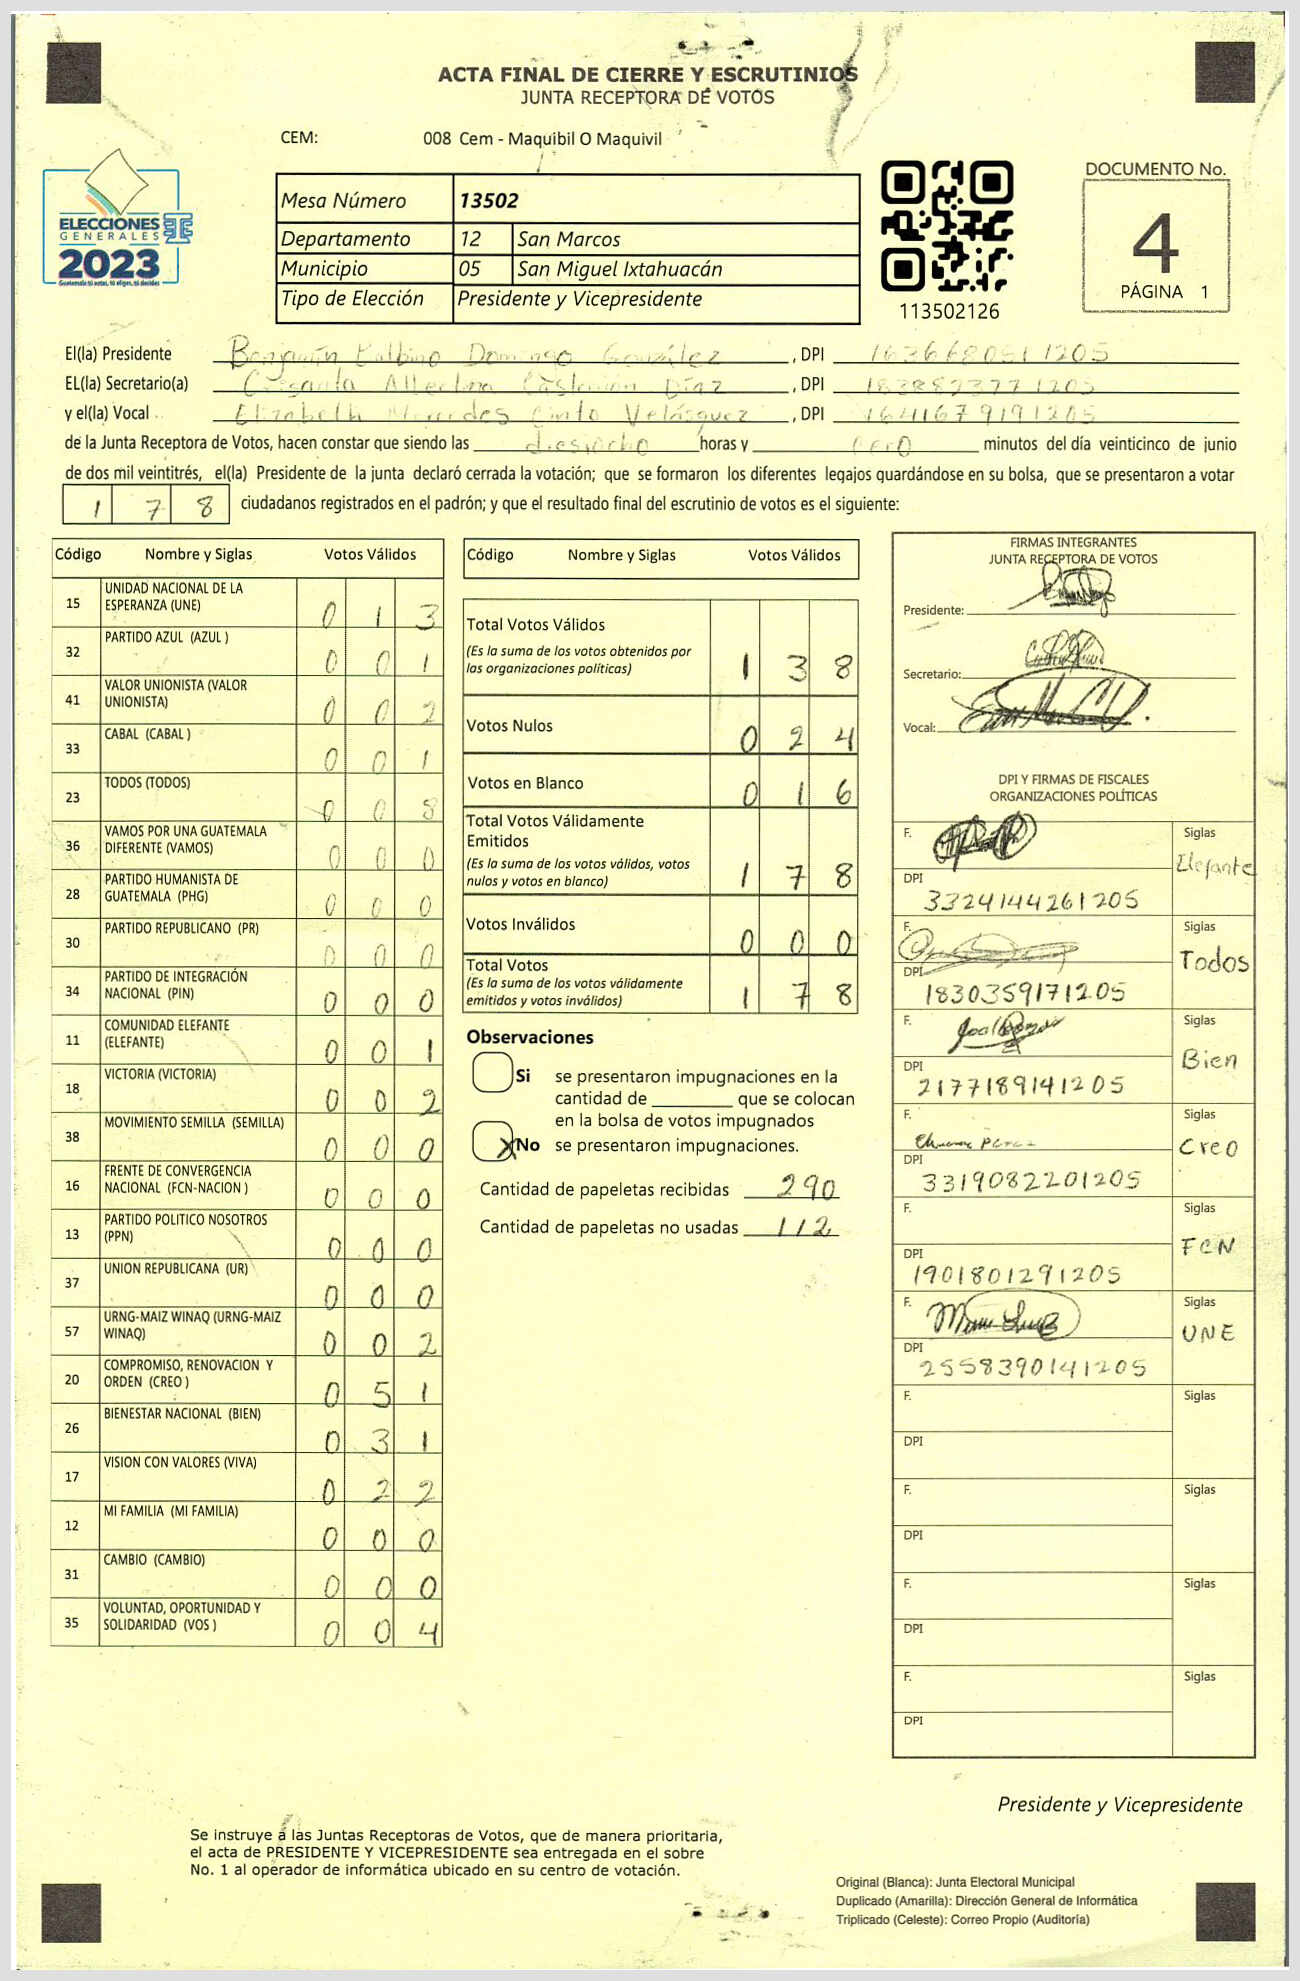 ACTA FINAL DE CIERRE Y ESCRUTINIOS
JUNTA RECEPTORA DE VOTOS
CEM: 008 Cem - Maquibil O Maquivil
ELECCIONES
GENERALES
2023
Guatemala tú votas, tú eliges, tú decides
Mesa Número 13502
Departamento 12 San Marcos
Municipio 05 San Miguel Ixtahuacán
Tipo de Elección Presidente y Vicepresidente
113502126
DOCUMENTO No.
4
PÁGINA 1
El(la) Presidente Benjamín Domingo González , DPI 1636680511205
EL(la) Secretario(a) Albertina Díaz , DPI 1838823771205
y el(la) Vocal Elizabeth Mercedes Cinto Velásquez , DPI 1641679191205
de la Junta Receptora de Votos, hacen constar que siendo las dieciocho horas y cero minutos del día veinticinco de junio
de dos mil veintitrés, el(la) Presidente de la junta declaró cerrada la votación; que se formaron los diferentes legajos guardándose en su bolsa, que se presentaron a votar
1 7 8 ciudadanos registrados en el padrón; y que el resultado final del escrutinio de votos es el siguiente:
Código Nombre y Siglas Votos Válidos
15 UNIDAD NACIONAL DE LA
ESPERANZA (UNE) 0 1 3
32 PARTIDO AZUL (AZUL ) 0 0 1
41 VALOR UNIONISTA (VALOR
UNIONISTA) 0 0 2
33 CABAL (CABAL ) 0 0 1
23 TODOS (TODOS) 0 0 8
36 VAMOS POR UNA GUATEMALA
DIFERENTE (VAMOS) 0 0 0
28 PARTIDO HUMANISTA DE
GUATEMALA (PHG) 0 0 0
30 PARTIDO REPUBLICANO (PR) 0 0 0
34 PARTIDO DE INTEGRACIÓN
NACIONAL (PIN) 0 0 0
11 COMUNIDAD ELEFANTE
(ELEFANTE) 0 0 1
18 VICTORIA (VICTORIA) 0 0 2
38 MOVIMIENTO SEMILLA (SEMILLA) 0 0 0
16 FRENTE DE CONVERGENCIA
NACIONAL (FCN-NACION ) 0 0 0
13 PARTIDO POLITICO NOSOTROS
(PPN) 0 0 0
37 UNION REPUBLICANA (UR) 0 0 0
57 URNG-MAIZ WINAQ (URNG-MAIZ
WINAQ) 0 0 2
20 COMPROMISO, RENOVACION Y
ORDEN (CREO ) 0 5 1
26 BIENESTAR NACIONAL (BIEN) 0 3 1
17 VISION CON VALORES (VIVA) 0 2 2
12 MI FAMILIA (MI FAMILIA) 0 0 0
31 CAMBIO (CAMBIO) 0 0 0
35 VOLUNTAD, OPORTUNIDAD Y
SOLIDARIDAD (VOS ) 0 0 4
Código Nombre y Siglas Votos Válidos
Total Votos Válidos
(Es la suma de los votos obtenidos por
las organizaciones políticas) 1 3 8
Votos Nulos 0 2 4
Votos en Blanco 0 1 6
Total Votos Válidamente
Emitidos
(Es la suma de los votos válidos, votos
nulos y votos en blanco) 1 7 8
Votos Inválidos 0 0 0
Total Votos
(Es la suma de los votos válidamente
emitidos y votos inválidos) 1 7 8
Observaciones
Si se presentaron impugnaciones en la
cantidad de ________ que se colocan
en la bolsa de votos impugnados
X No se presentaron impugnaciones.
Cantidad de papeletas recibidas 290
Cantidad de papeletas no usadas 112
FIRMAS INTEGRANTES
JUNTA RECEPTORA DE VOTOS
Presidente:
Secretario:
Vocal:
DPI Y FIRMAS DE FISCALES
ORGANIZACIONES POLÍTICAS
F. Siglas
Elefante
DPI
3324144261205
F. Siglas
Todos
DPI
1830359171205
F. Siglas
Bien
DPI
2177189141205
F. Siglas
Creo
DPI
3319082201205
F. Siglas
FCN
DPI
1901801291205
F. Siglas
UNE
DPI
2558390141205
F. Siglas
DPI
F. Siglas
DPI
F. Siglas
DPI
F. Siglas
DPI
Presidente y Vicepresidente
Se instruye a las Juntas Receptoras de Votos, que de manera prioritaria,
el acta de PRESIDENTE Y VICEPRESIDENTE sea entregada en el sobre
No. 1 al operador de informática ubicado en su centro de votación.
Original (Blanca): Junta Electoral Municipal
Duplicado (Amarilla): Dirección General de Informática
Triplicado (Celeste): Correo Propio (Auditoría)